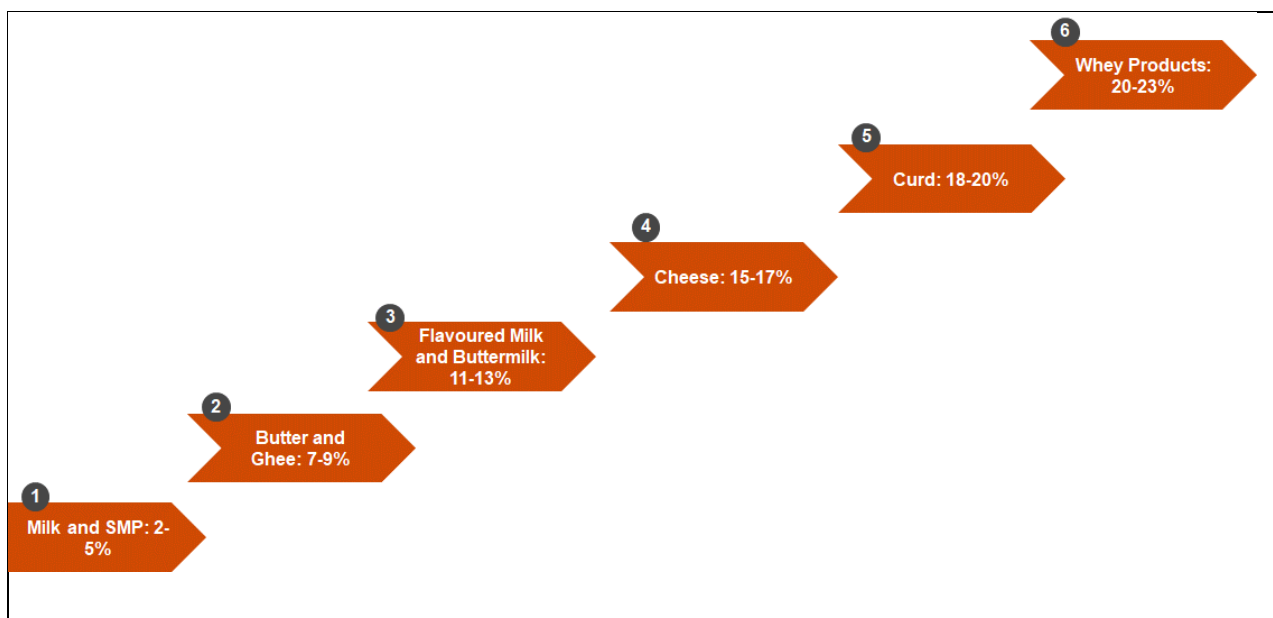 6
Whey Products:
20-23%
5
Curd: 18-20%
4
Cheese: 15-17%
3
Flavoured Milk
and Buttermilk:
11-13%
2
Butter and
Ghee: 7-9%
1
Milk and SMP: 2-
5%